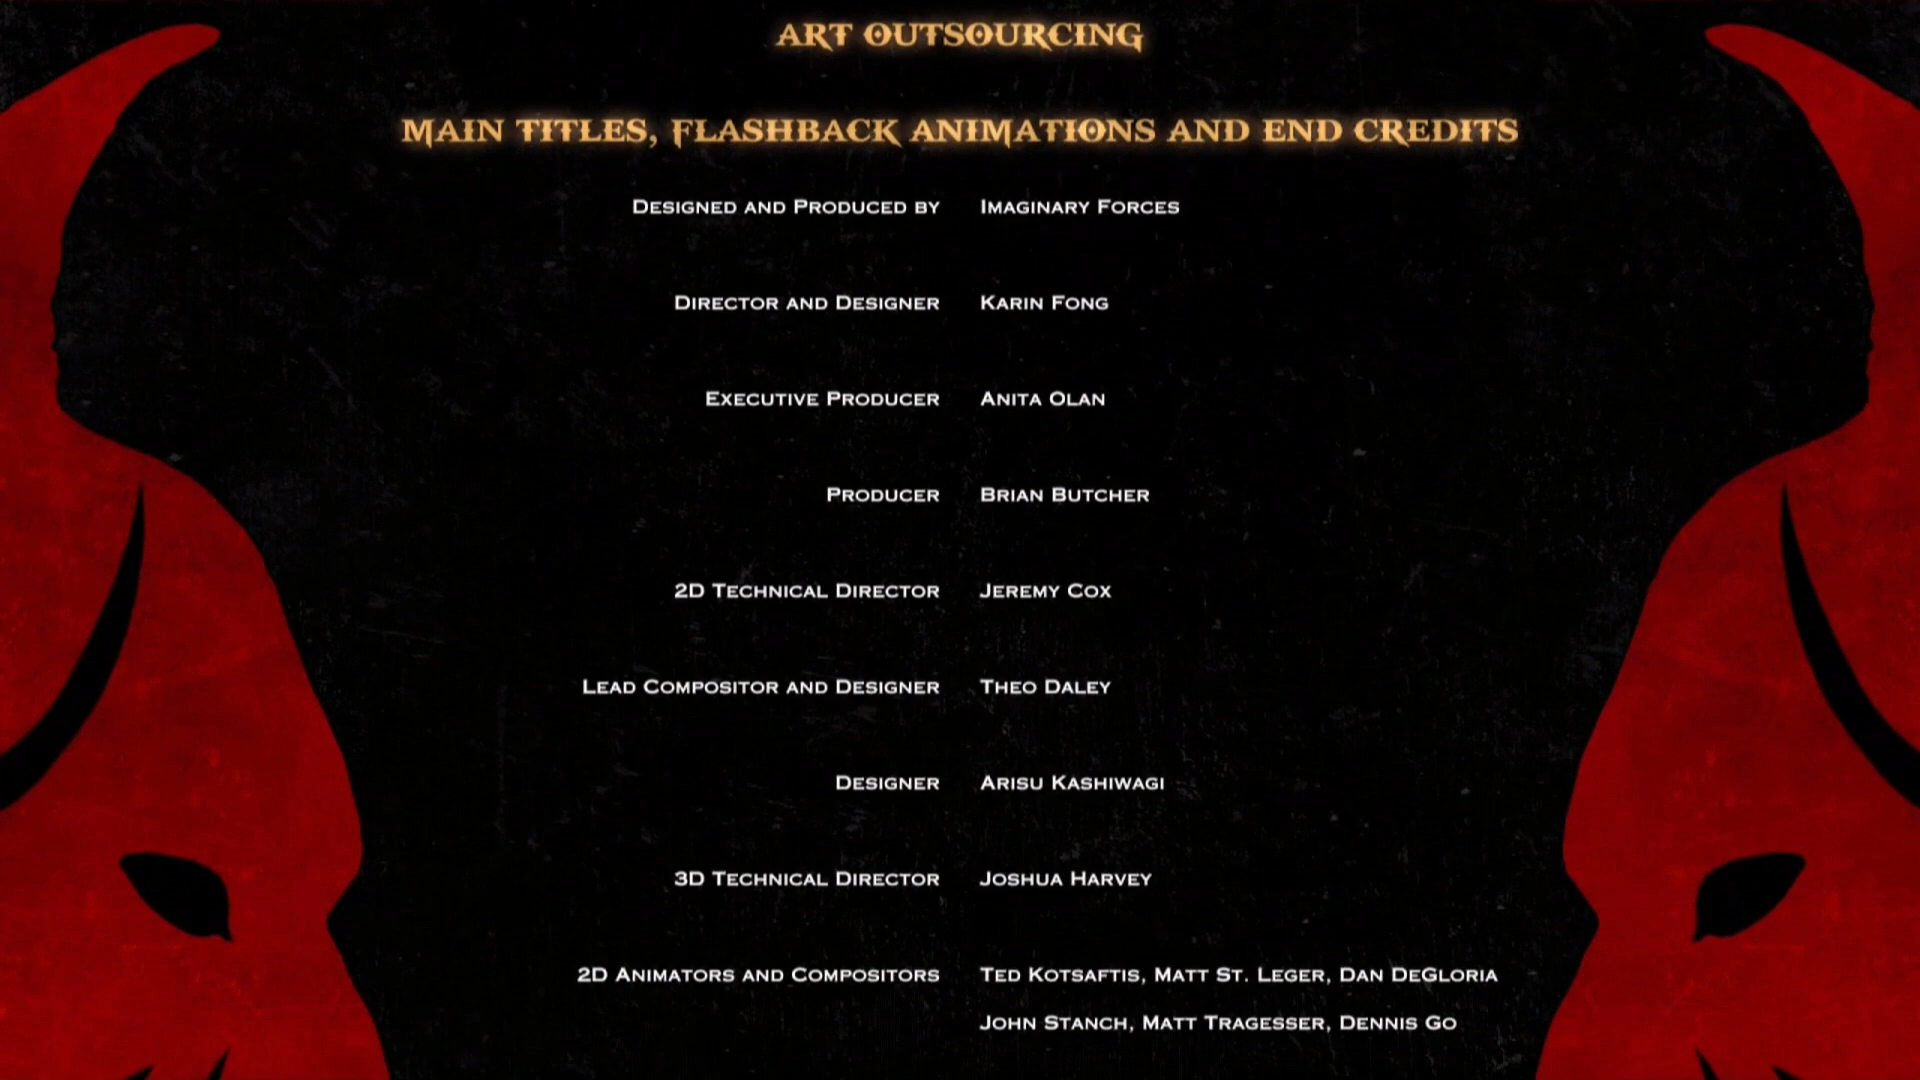 ART OUTSOURCING
MAIN TITLES, FLASHBACK ANIMATIONS AND END CREDITS
DESIGNED AND PRODUCED BY IMAGINARY FORCES
DIRECTOR AND DESIGNER KARIN FONG
EXECUTIVE PRODUCER ANITA OLAN
PRODUCER BRIAN BUTCHER
2D TECHNICAL DIRECTOR JEREMY COX
LEAD COMPOSITOR AND DESIGNER THEO DALEY
DESIGNER ARISU KASHIWAGI
3D TECHNICAL DIRECTOR JOSHUA HARVEY
2D ANIMATORS AND COMPOSITORS TED KOTSAFTIS, MATT ST. LEGER, DAN DEGLORIA
JOHN STANCH, MATT TRAGESSER, DENNIS GO